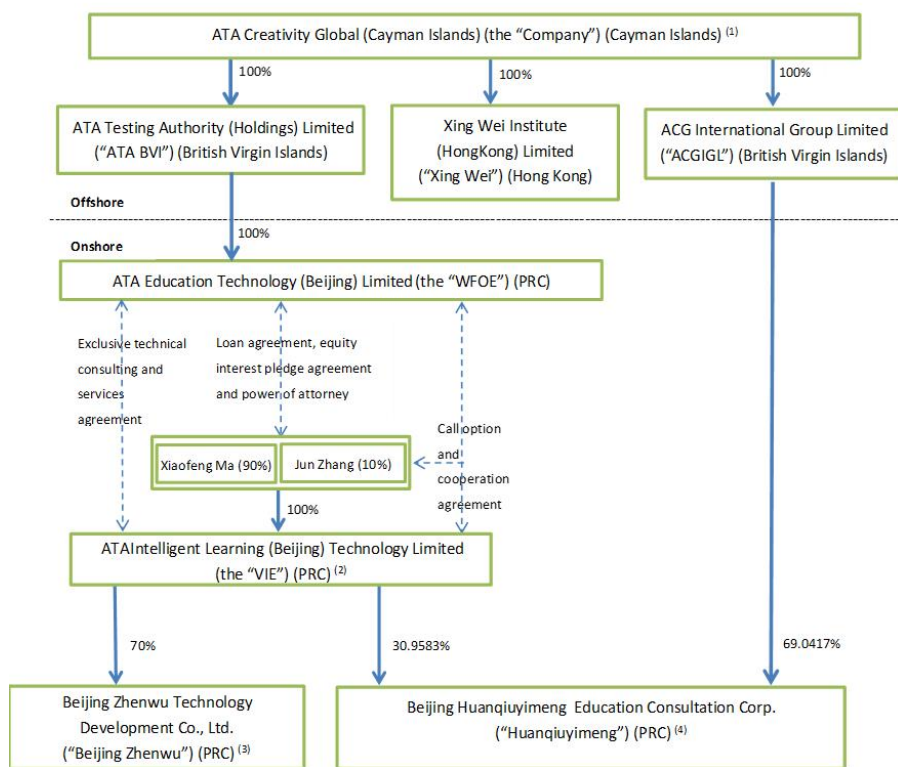 ATA Creativity Global (Cayman Islands) (the “Company”) (Cayman Islands) (1)
100%
100%
100%
ATA Testing Authority (Holdings) Limited
(“ATA BVI”) (British Virgin Islands)
Xing Wei Institute
(HongKong) Limited
(“Xing Wei”) (Hong Kong)
ACG International Group Limited
(“ACGIGL”) (British Virgin Islands)
Offshore
100%
Onshore
ATA Education Technology (Beijing) Limited (the “WFOE”) (PRC)
Exclusive technical
consulting and
services
agreement
Loan agreement, equity
interest pledge agreement
and power of attorney
Call option
and
cooperation
agreement
Xiaofeng Ma (90%)
Jun Zhang (10%)
100%
ATAIntelligent Learning (Beijing) Technology Limited
(the “VIE”) (PRC) (2)
70%
30.9583%
69.0417%
Beijing Zhenwu Technology
Development Co., Ltd.
(“Beijing Zhenwu”) (PRC) (3)
Beijing Huanqiuyimeng Education Consultation Corp.
(“Huanqiuyimeng”) (PRC) (4)